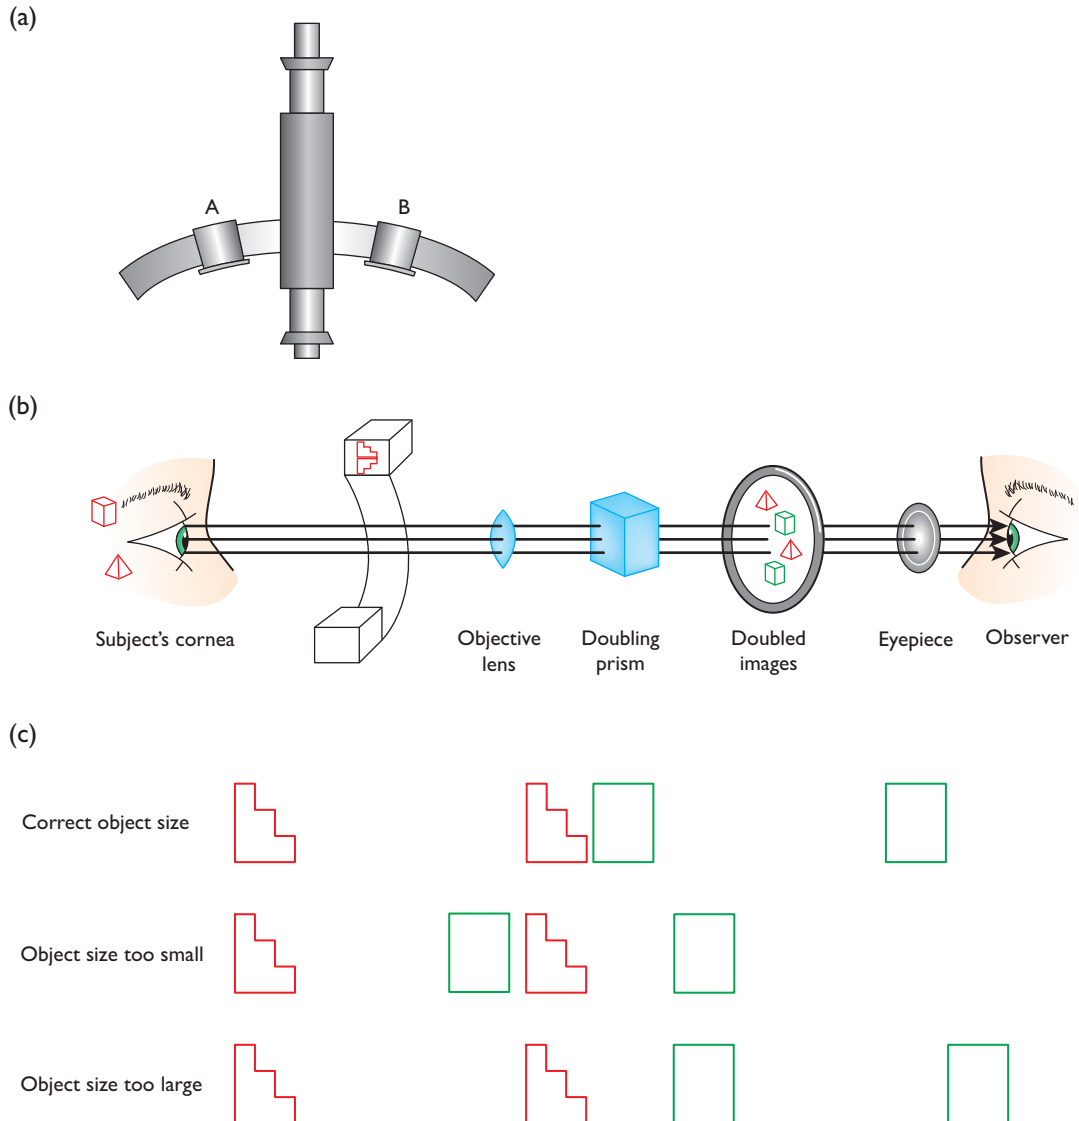 (a)
A
B
(b)
Subject's cornea
Objective
lens
Doubling
prism
Doubled
images
Eyepiece
Observer
(c)
Correct object size
Object size too small
Object size too large